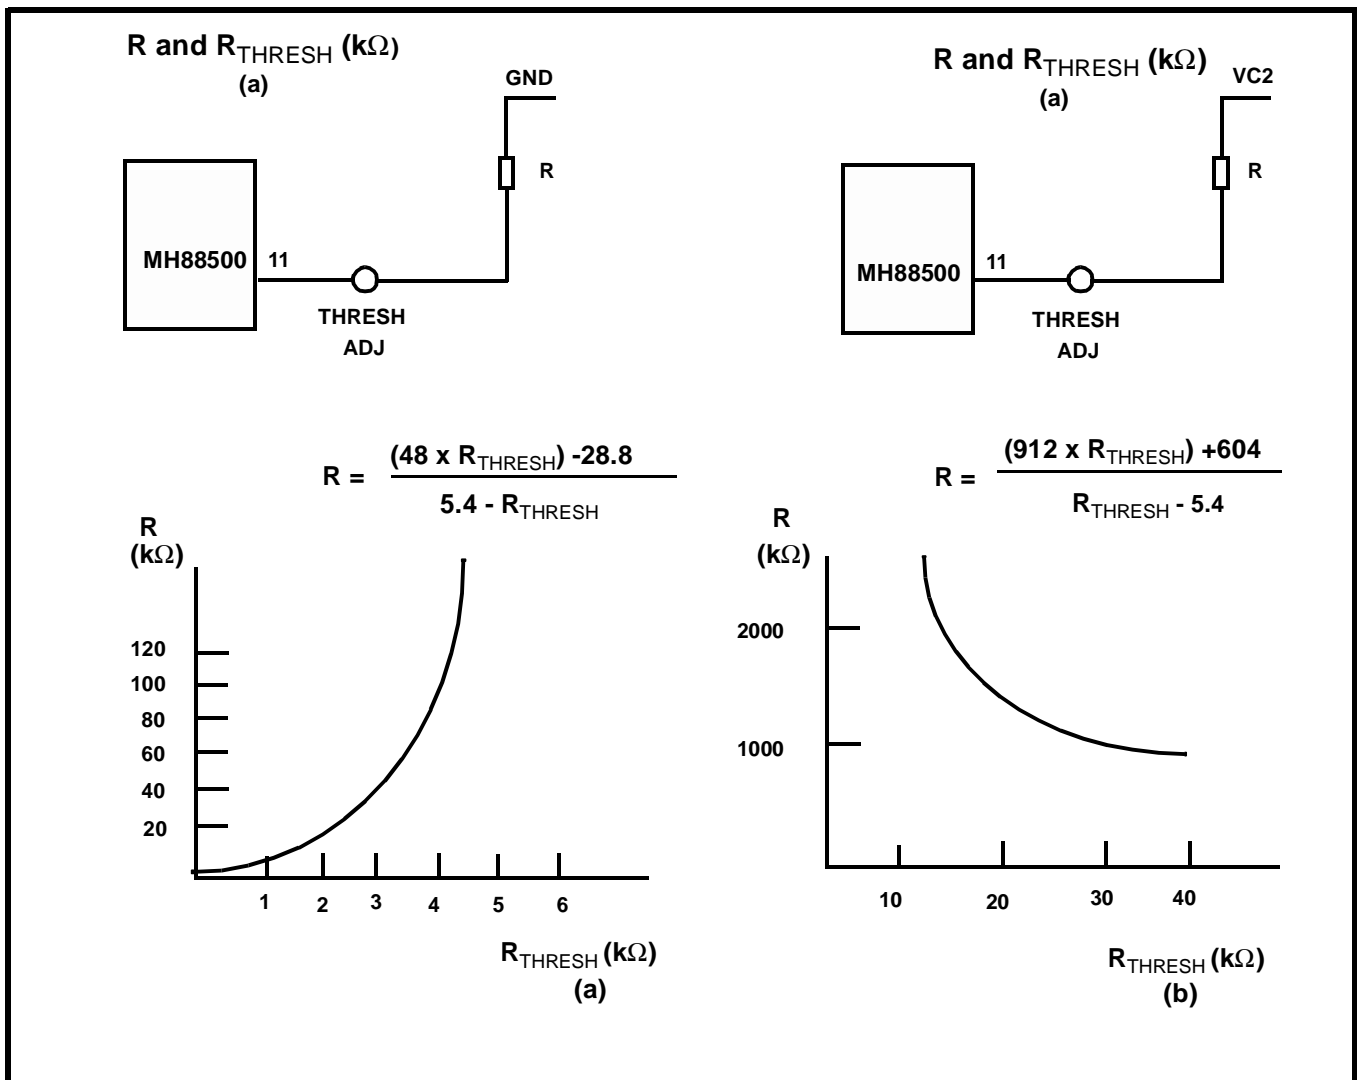 R and RTHRESH (kΩ)
(a)
GND
R
MH88500
11
THRESH
ADJ
R = (48 x RTHRESH) -28.8
5.4 - RTHRESH
R
(kΩ)
120
100
80
60
40
20
1 2 3 4 5 6
RTHRESH (kΩ)
(a)
R and RTHRESH (kΩ)
(a)
VC2
R
MH88500
11
THRESH
ADJ
R = (912 x RTHRESH) +604
RTHRESH - 5.4
R
(kΩ)
2000
1000
10 20 30 40
RTHRESH (kΩ)
(b)